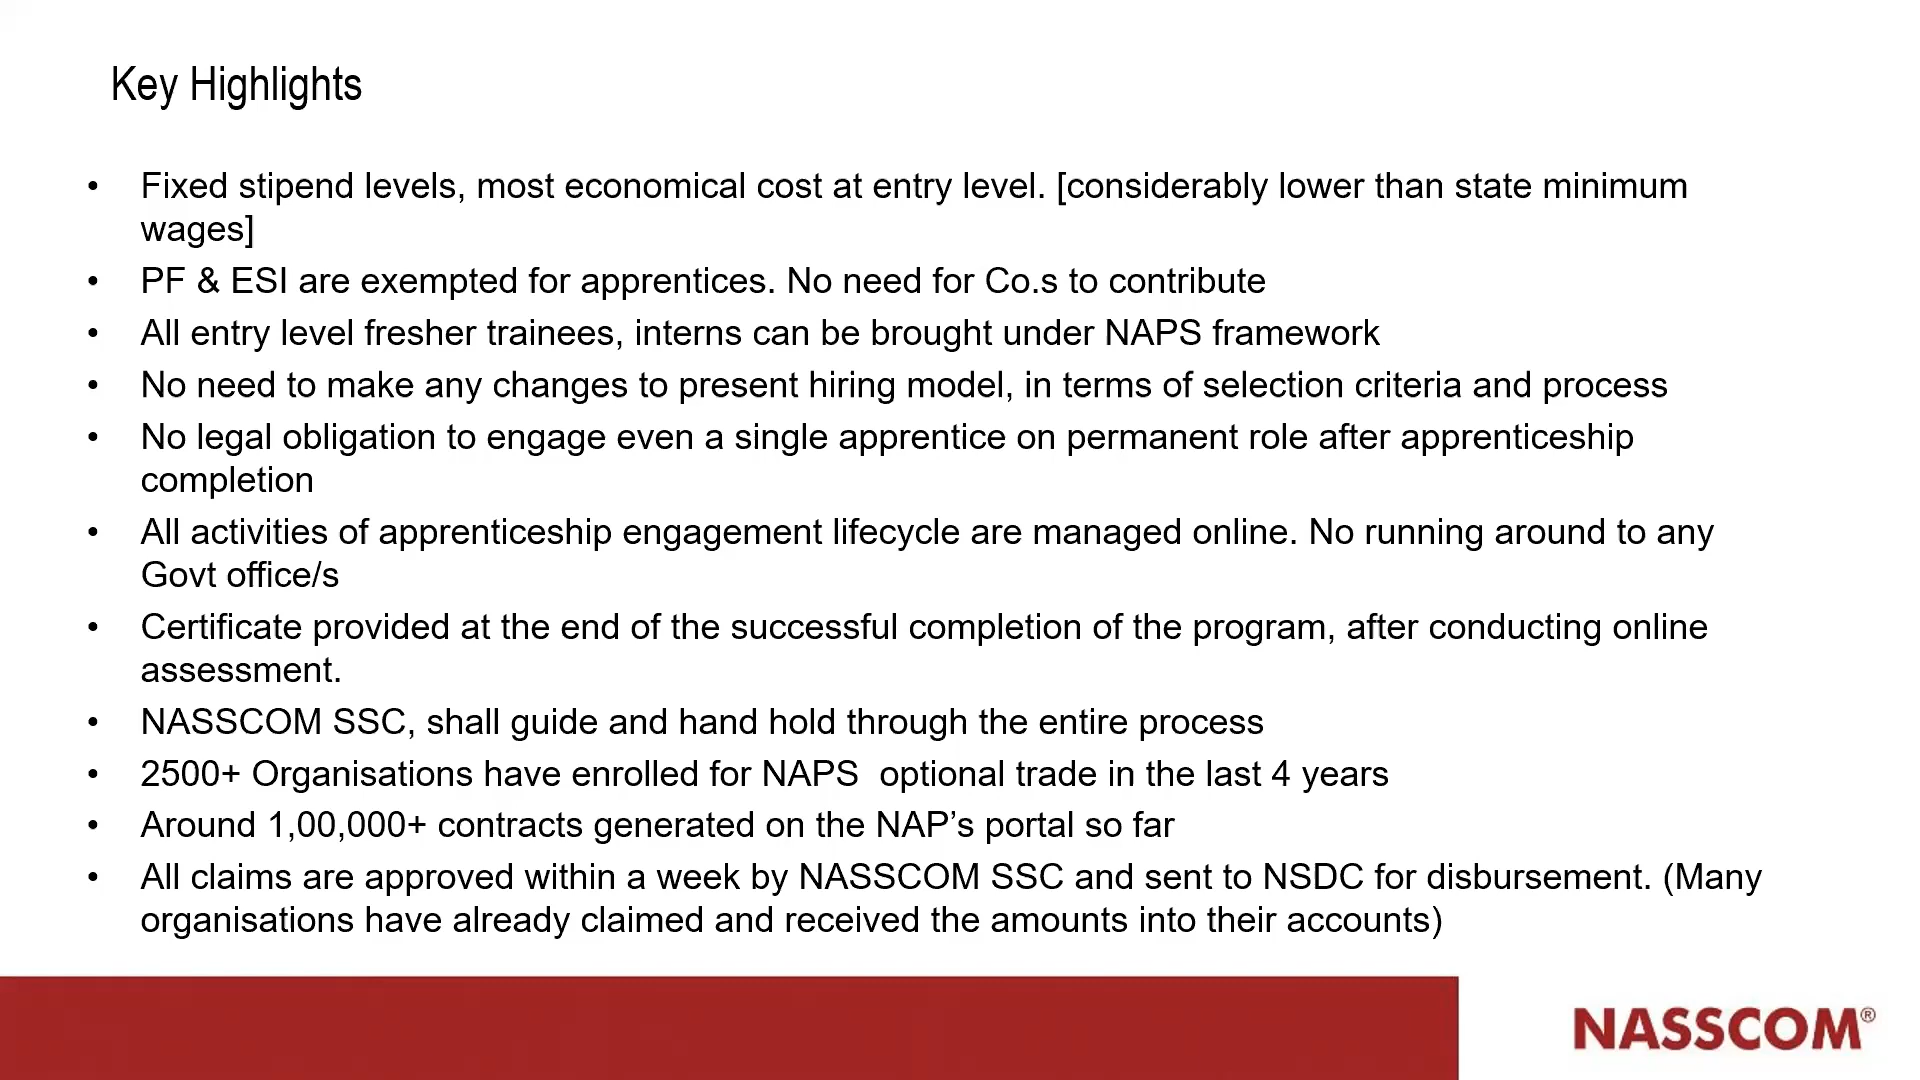 Key Highlights
• Fixed stipend levels, most economical cost at entry level. [considerably lower than state minimum
wages]
• PF & ESI are exempted for apprentices. No need for Co.s to contribute
• All entry level fresher trainees, interns can be brought under NAPS framework
• No need to make any changes to present hiring model, in terms of selection criteria and process
• No legal obligation to engage even a single apprentice on permanent role after apprenticeship
completion
• All activities of apprenticeship engagement lifecycle are managed online. No running around to any
Govt office/s
• Certificate provided at the end of the successful completion of the program, after conducting online
assessment.
• NASSCOM SSC, shall guide and hand hold through the entire process
• 2500+ Organisations have enrolled for NAPS  optional trade in the last 4 years
• Around 1,00,000+ contracts generated on the NAP’s portal so far
• All claims are approved within a week by NASSCOM SSC and sent to NSDC for disbursement. (Many
organisations have already claimed and received the amounts into their accounts)
NASSCOM®